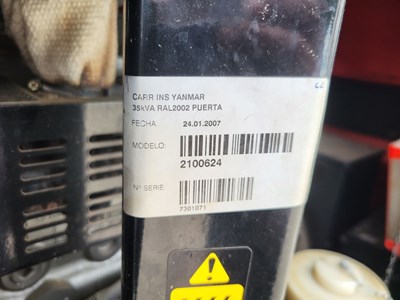 CARR INS YANMAR
35kVA RAL2002 PUERTA
FECHA: 24.01.2007
MODELO:
2100624
Nº SERIE:
7301071